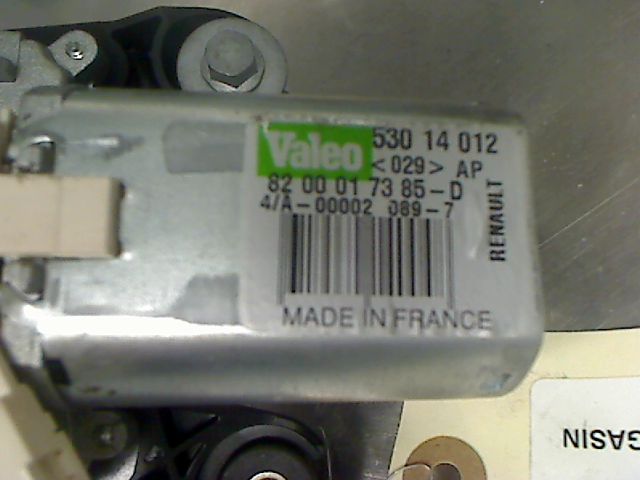 Valeo 530 14 012
<029> AP
82 00 01 73 85-D
4/A-00002 089-7
RENAULT
MADE IN FRANCE
GASIN